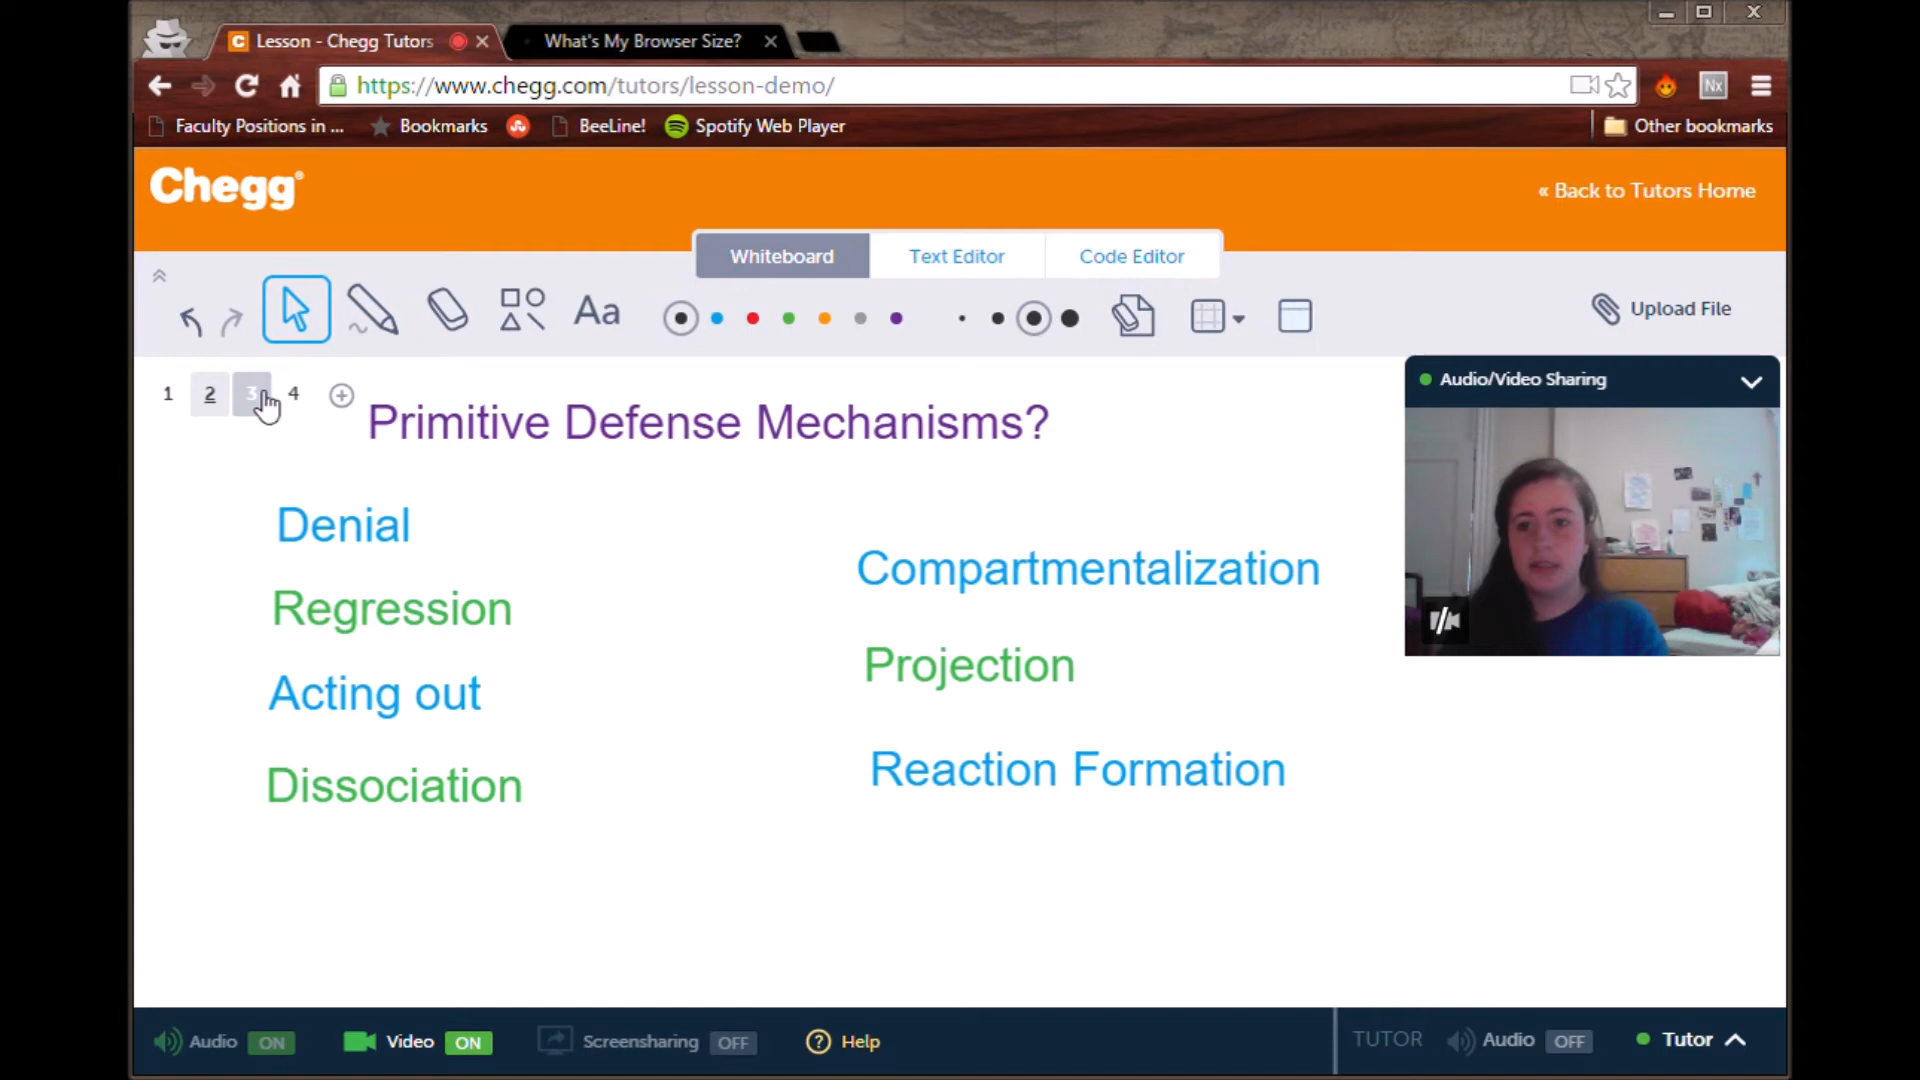 Lesson - Chegg Tutors
What's My Browser Size?
https://www.chegg.com/tutors/lesson-demo/
Nx
Faculty Positions in ...
Bookmarks
BeeLine!
Spotify Web Player
Other bookmarks
Chegg®
« Back to Tutors Home
Whiteboard
Text Editor
Code Editor
Aa
Upload File
1 2 3 4
Audio/Video Sharing
Primitive Defense Mechanisms?
Denial
Compartmentalization
Regression
Projection
Acting out
Reaction Formation
Dissociation
Audio ON
Video ON
Screensharing OFF
? Help
TUTOR
Audio OFF
Tutor